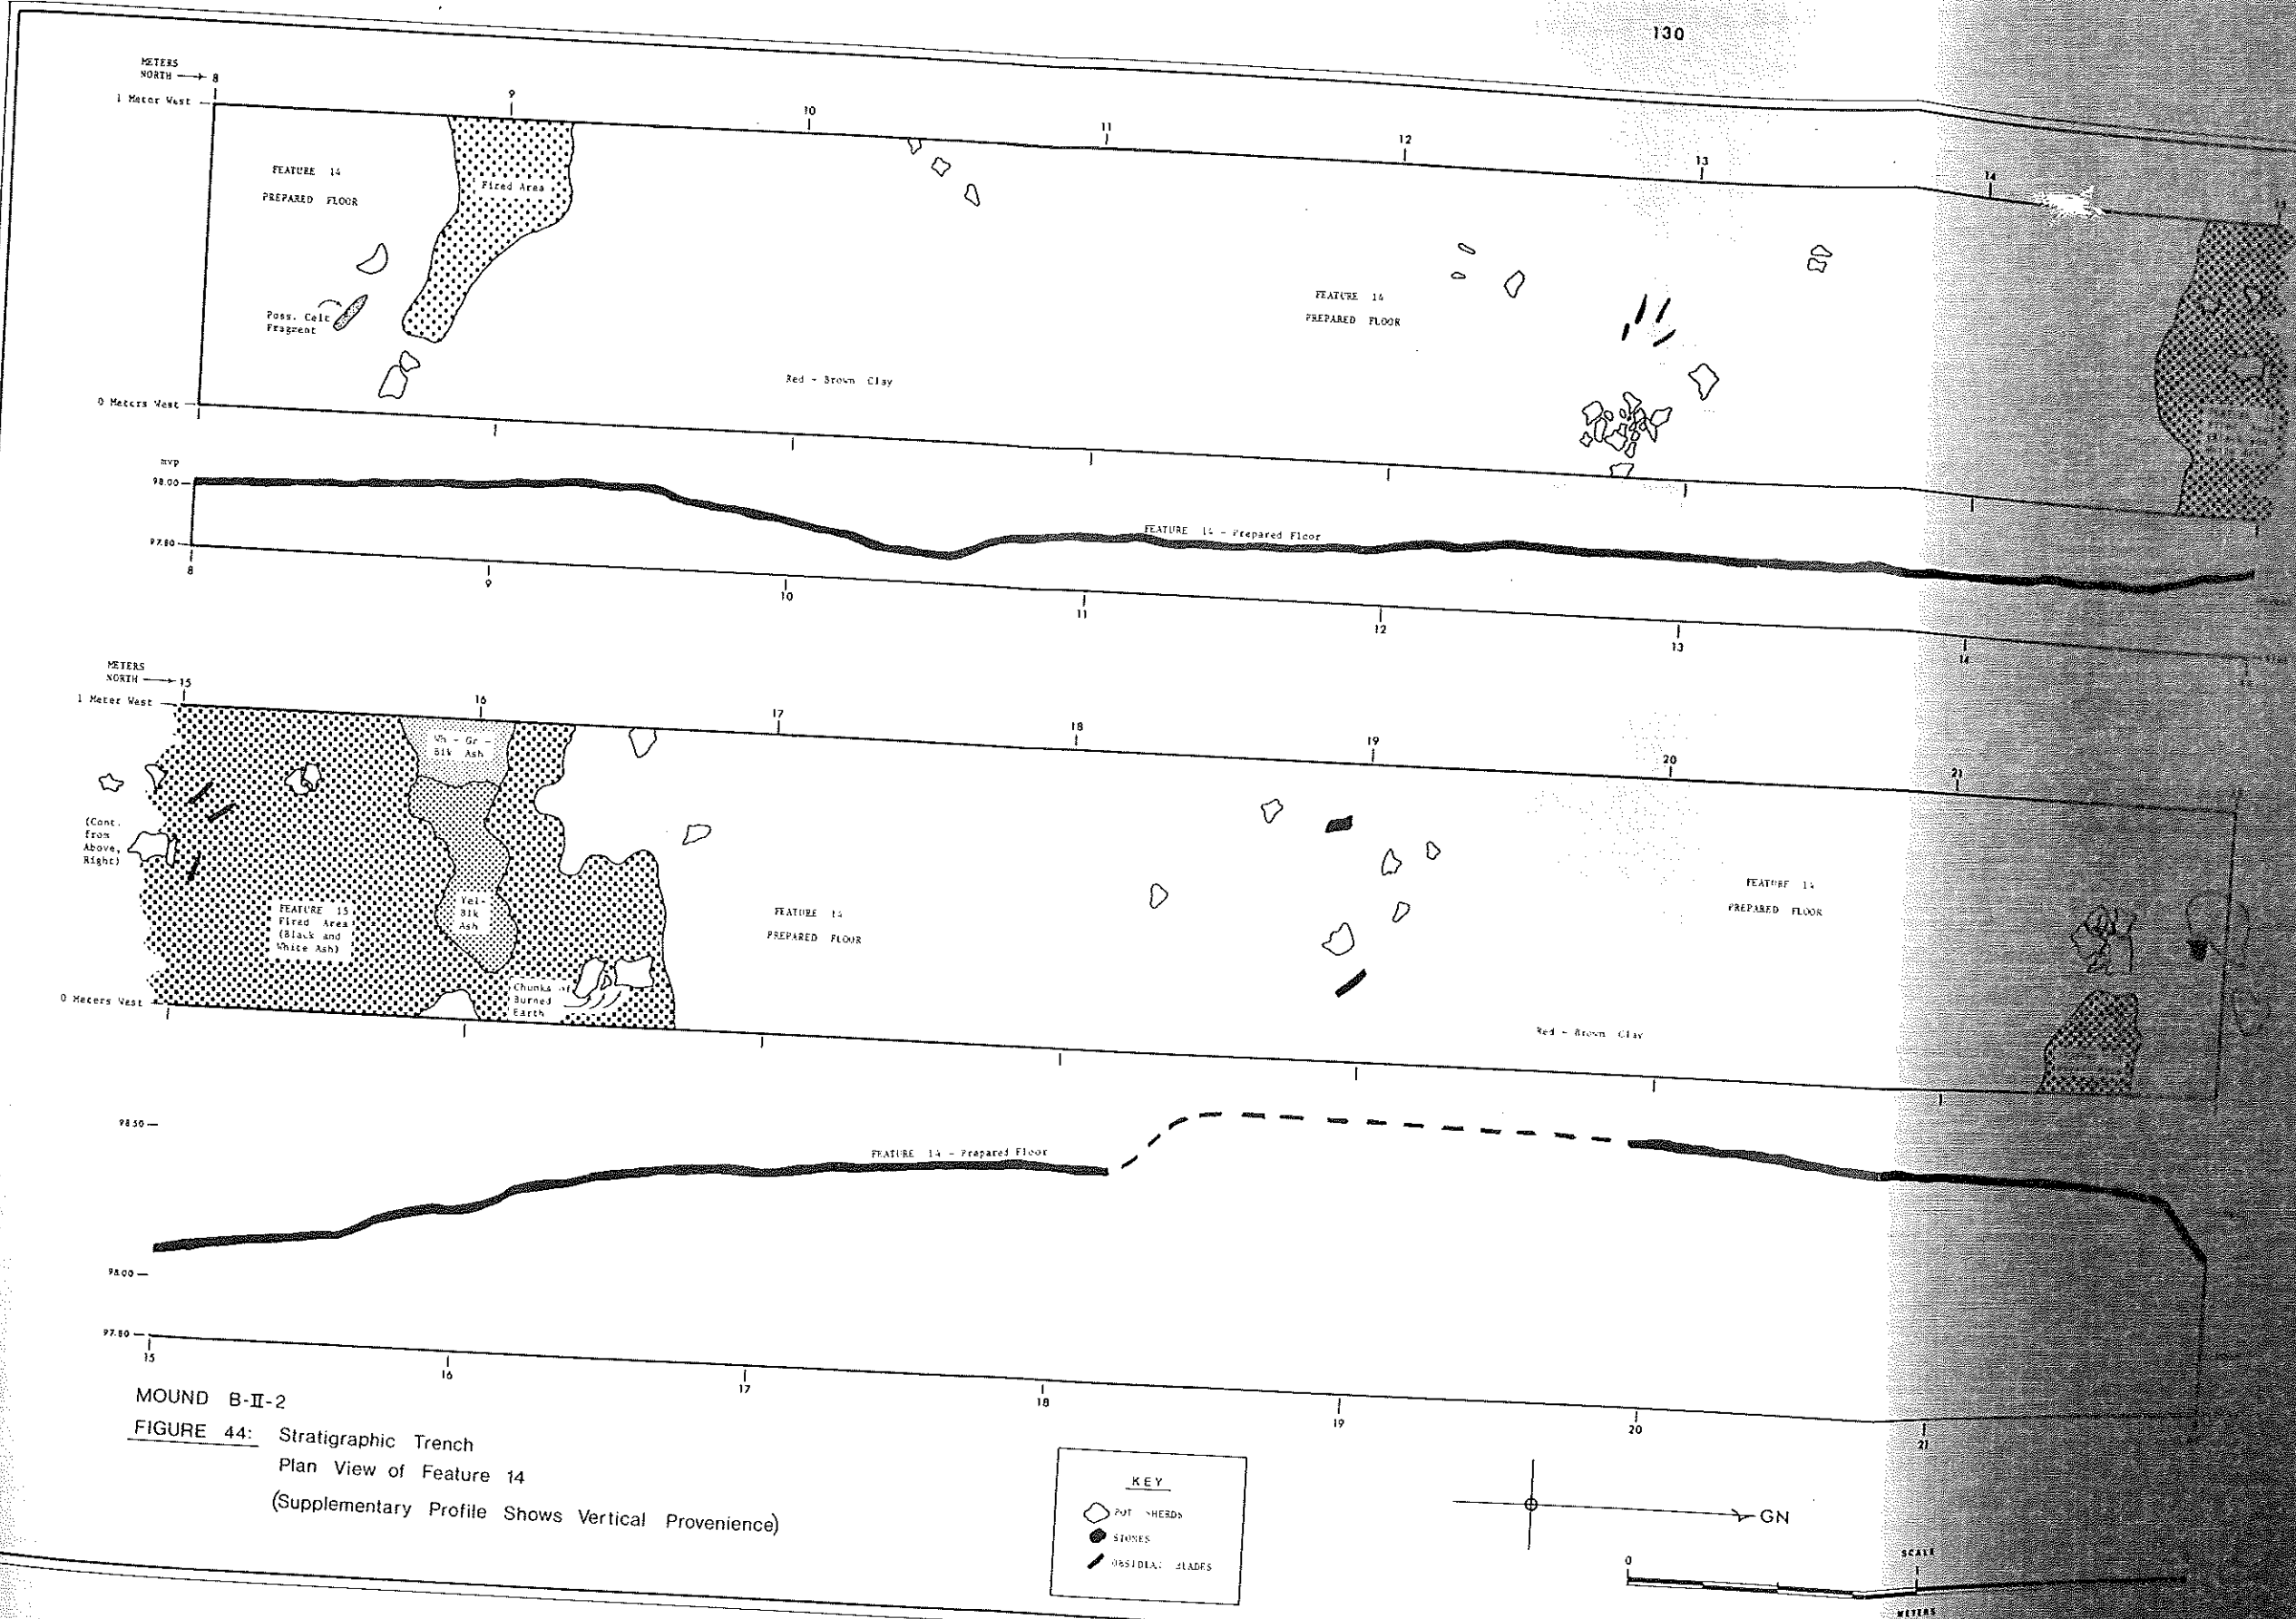 130
METERS
NORTH → 8
9
10
11
12
13
14
15
1 Meter West
FEATURE 14
PREPARED FLOOR
Fired Area
Poss. Celt
Fragment
Red - Brown Clay
FEATURE 14
PREPARED FLOOR
0 Meters West
mvp
98.00
97.80
FEATURE 14 - Prepared Floor
8
9
10
11
12
13
14
METERS
NORTH → 15
16
17
18
19
20
21
1 Meter West
Wh - Gr -
Blk Ash
(Cont.
from
Above,
Right)
FEATURE 15
Fired Area
(Black and
White Ash)
Yel-
Blk
Ash
Chunks of
Burned
Earth
FEATURE 14
PREPARED FLOOR
FEATURE 14
PREPARED FLOOR
Red - Brown Clay
0 Meters West
98.50
FEATURE 14 - Prepared Floor
98.00
97.80
15
16
17
18
19
20
21
MOUND B-II-2
FIGURE 44: Stratigraphic Trench
Plan View of Feature 14
(Supplementary Profile Shows Vertical Provenience)
KEY
POT SHERDS
STONES
OBSIDIAN BLADES
GN
SCALE
0
METERS